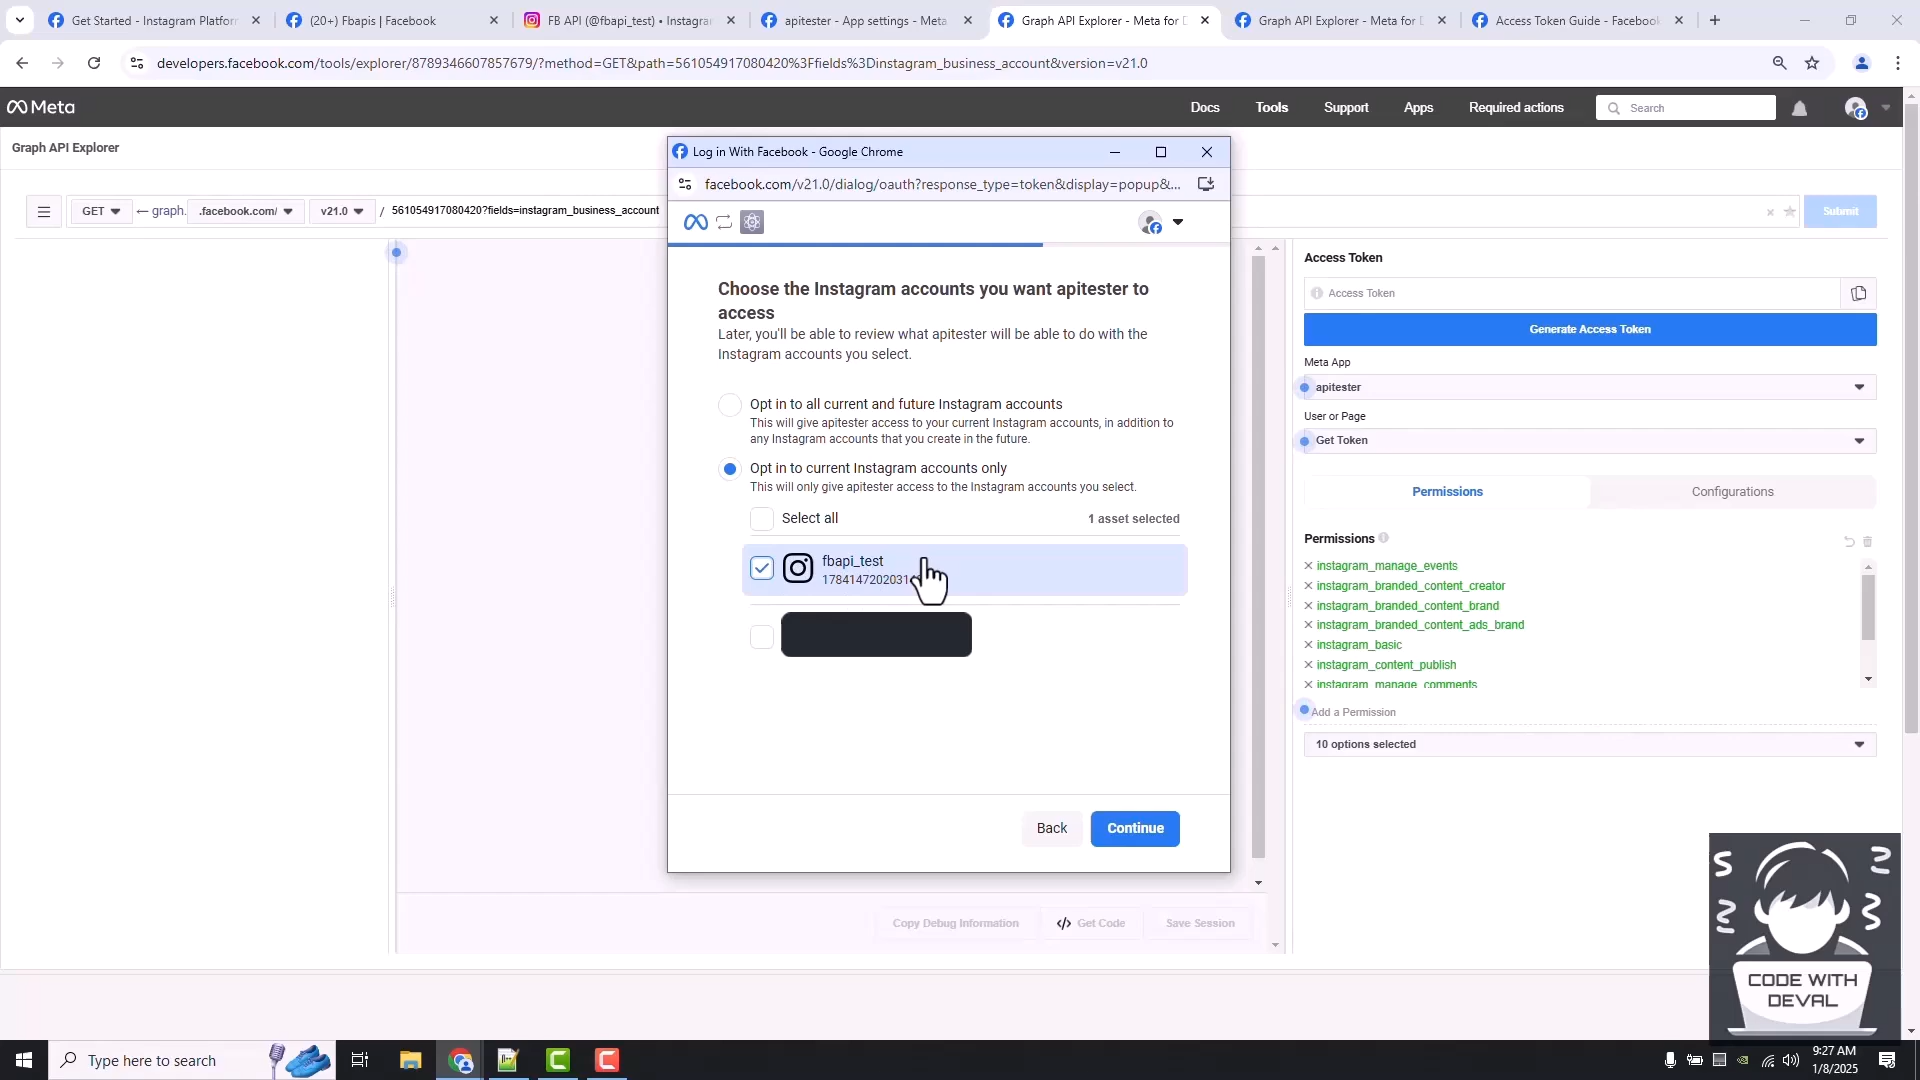 Get Started - Instagram Platform
(20+) Fbapis | Facebook
FB API (@fbapi_test) • Instagra
apitester - App settings - Meta
Graph API Explorer - Meta for D
Graph API Explorer - Meta for D
Access Token Guide - Facebook
developers.facebook.com/tools/explorer/8789346607857679/?method=GET&path=561054917080420%3Ffields%3Dinstagram_business_account&version=v21.0
Meta
Docs
Tools
Support
Apps
Required actions
Search
Graph API Explorer
GET
graph.
.facebook.com/
v21.0
/
561054917080420?fields=instagram_business_account
Submit
Log in With Facebook - Google Chrome
facebook.com/v21.0/dialog/oauth?response_type=token&display=popup&...
Choose the Instagram accounts you want apitester to
access
Later, you'll be able to review what apitester will be able to do with the
Instagram accounts you select.
Opt in to all current and future Instagram accounts
This will give apitester access to your current Instagram accounts, in addition to
any Instagram accounts that you create in the future.
Opt in to current Instagram accounts only
This will only give apitester access to the Instagram accounts you select.
Select all
1 asset selected
fbapi_test
Back
Continue
Copy Debug Information
</> Get Code
Save Session
Access Token
Access Token
Generate Access Token
Meta App
apitester
User or Page
Get Token
Permissions
Configurations
Permissions
instagram_manage_events
instagram_branded_content_creator
instagram_branded_content_brand
instagram_branded_content_ads_brand
instagram_basic
instagram_content_publish
instagram_manage_comments
Add a Permission
10 options selected
CODE WITH
DEVAL
Type here to search
9:27 AM
1/8/2025